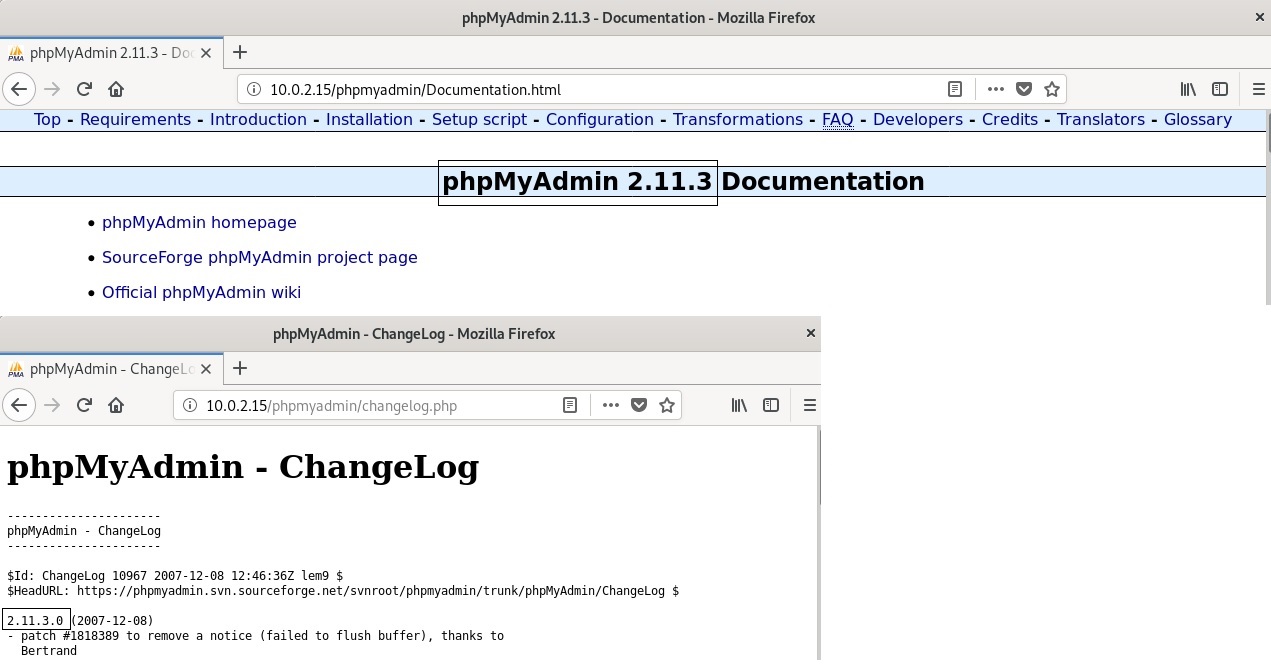 phpMyAdmin 2.11.3 - Documentation - Mozilla Firefox
phpMyAdmin 2.11.3 - Doc
10.0.2.15/phpmyadmin/Documentation.html
Top - Requirements - Introduction - Installation - Setup script - Configuration - Transformations - FAQ - Developers - Credits - Translators - Glossary
phpMyAdmin 2.11.3 Documentation
• phpMyAdmin homepage
• SourceForge phpMyAdmin project page
• Official phpMyAdmin wiki
phpMyAdmin - ChangeLog - Mozilla Firefox
phpMyAdmin - ChangeLo
10.0.2.15/phpmyadmin/changelog.php
phpMyAdmin - ChangeLog
----------------------
phpMyAdmin - ChangeLog
----------------------
$Id: ChangeLog 10967 2007-12-08 12:46:36Z lem9 $
$HeadURL: https://phpmyadmin.svn.sourceforge.net/svnroot/phpmyadmin/trunk/phpMyAdmin/ChangeLog $
2.11.3.0 (2007-12-08)
- patch #1818389 to remove a notice (failed to flush buffer), thanks to
Bertrand